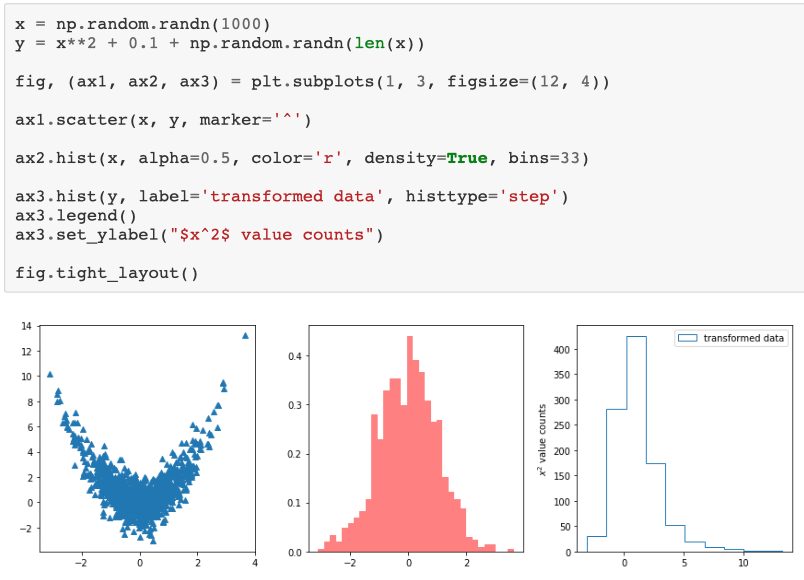 x = np.random.randn(1000)
y = x**2 + 0.1 + np.random.randn(len(x))
fig, (ax1, ax2, ax3) = plt.subplots(1, 3, figsize=(12, 4))
ax1.scatter(x, y, marker='^')
ax2.hist(x, alpha=0.5, color='r', density=True, bins=33)
ax3.hist(y, label='transformed data', histtype='step')
ax3.legend()
ax3.set_ylabel("$x^2$ value counts")
fig.tight_layout()
14
12
10
8
6
4
2
0
−2
−2 0 2 4
0.4
0.3
0.2
0.1
0.0
−2 0 2
transformed data
x² value counts
400
350
300
250
200
150
100
50
0
0 5 10